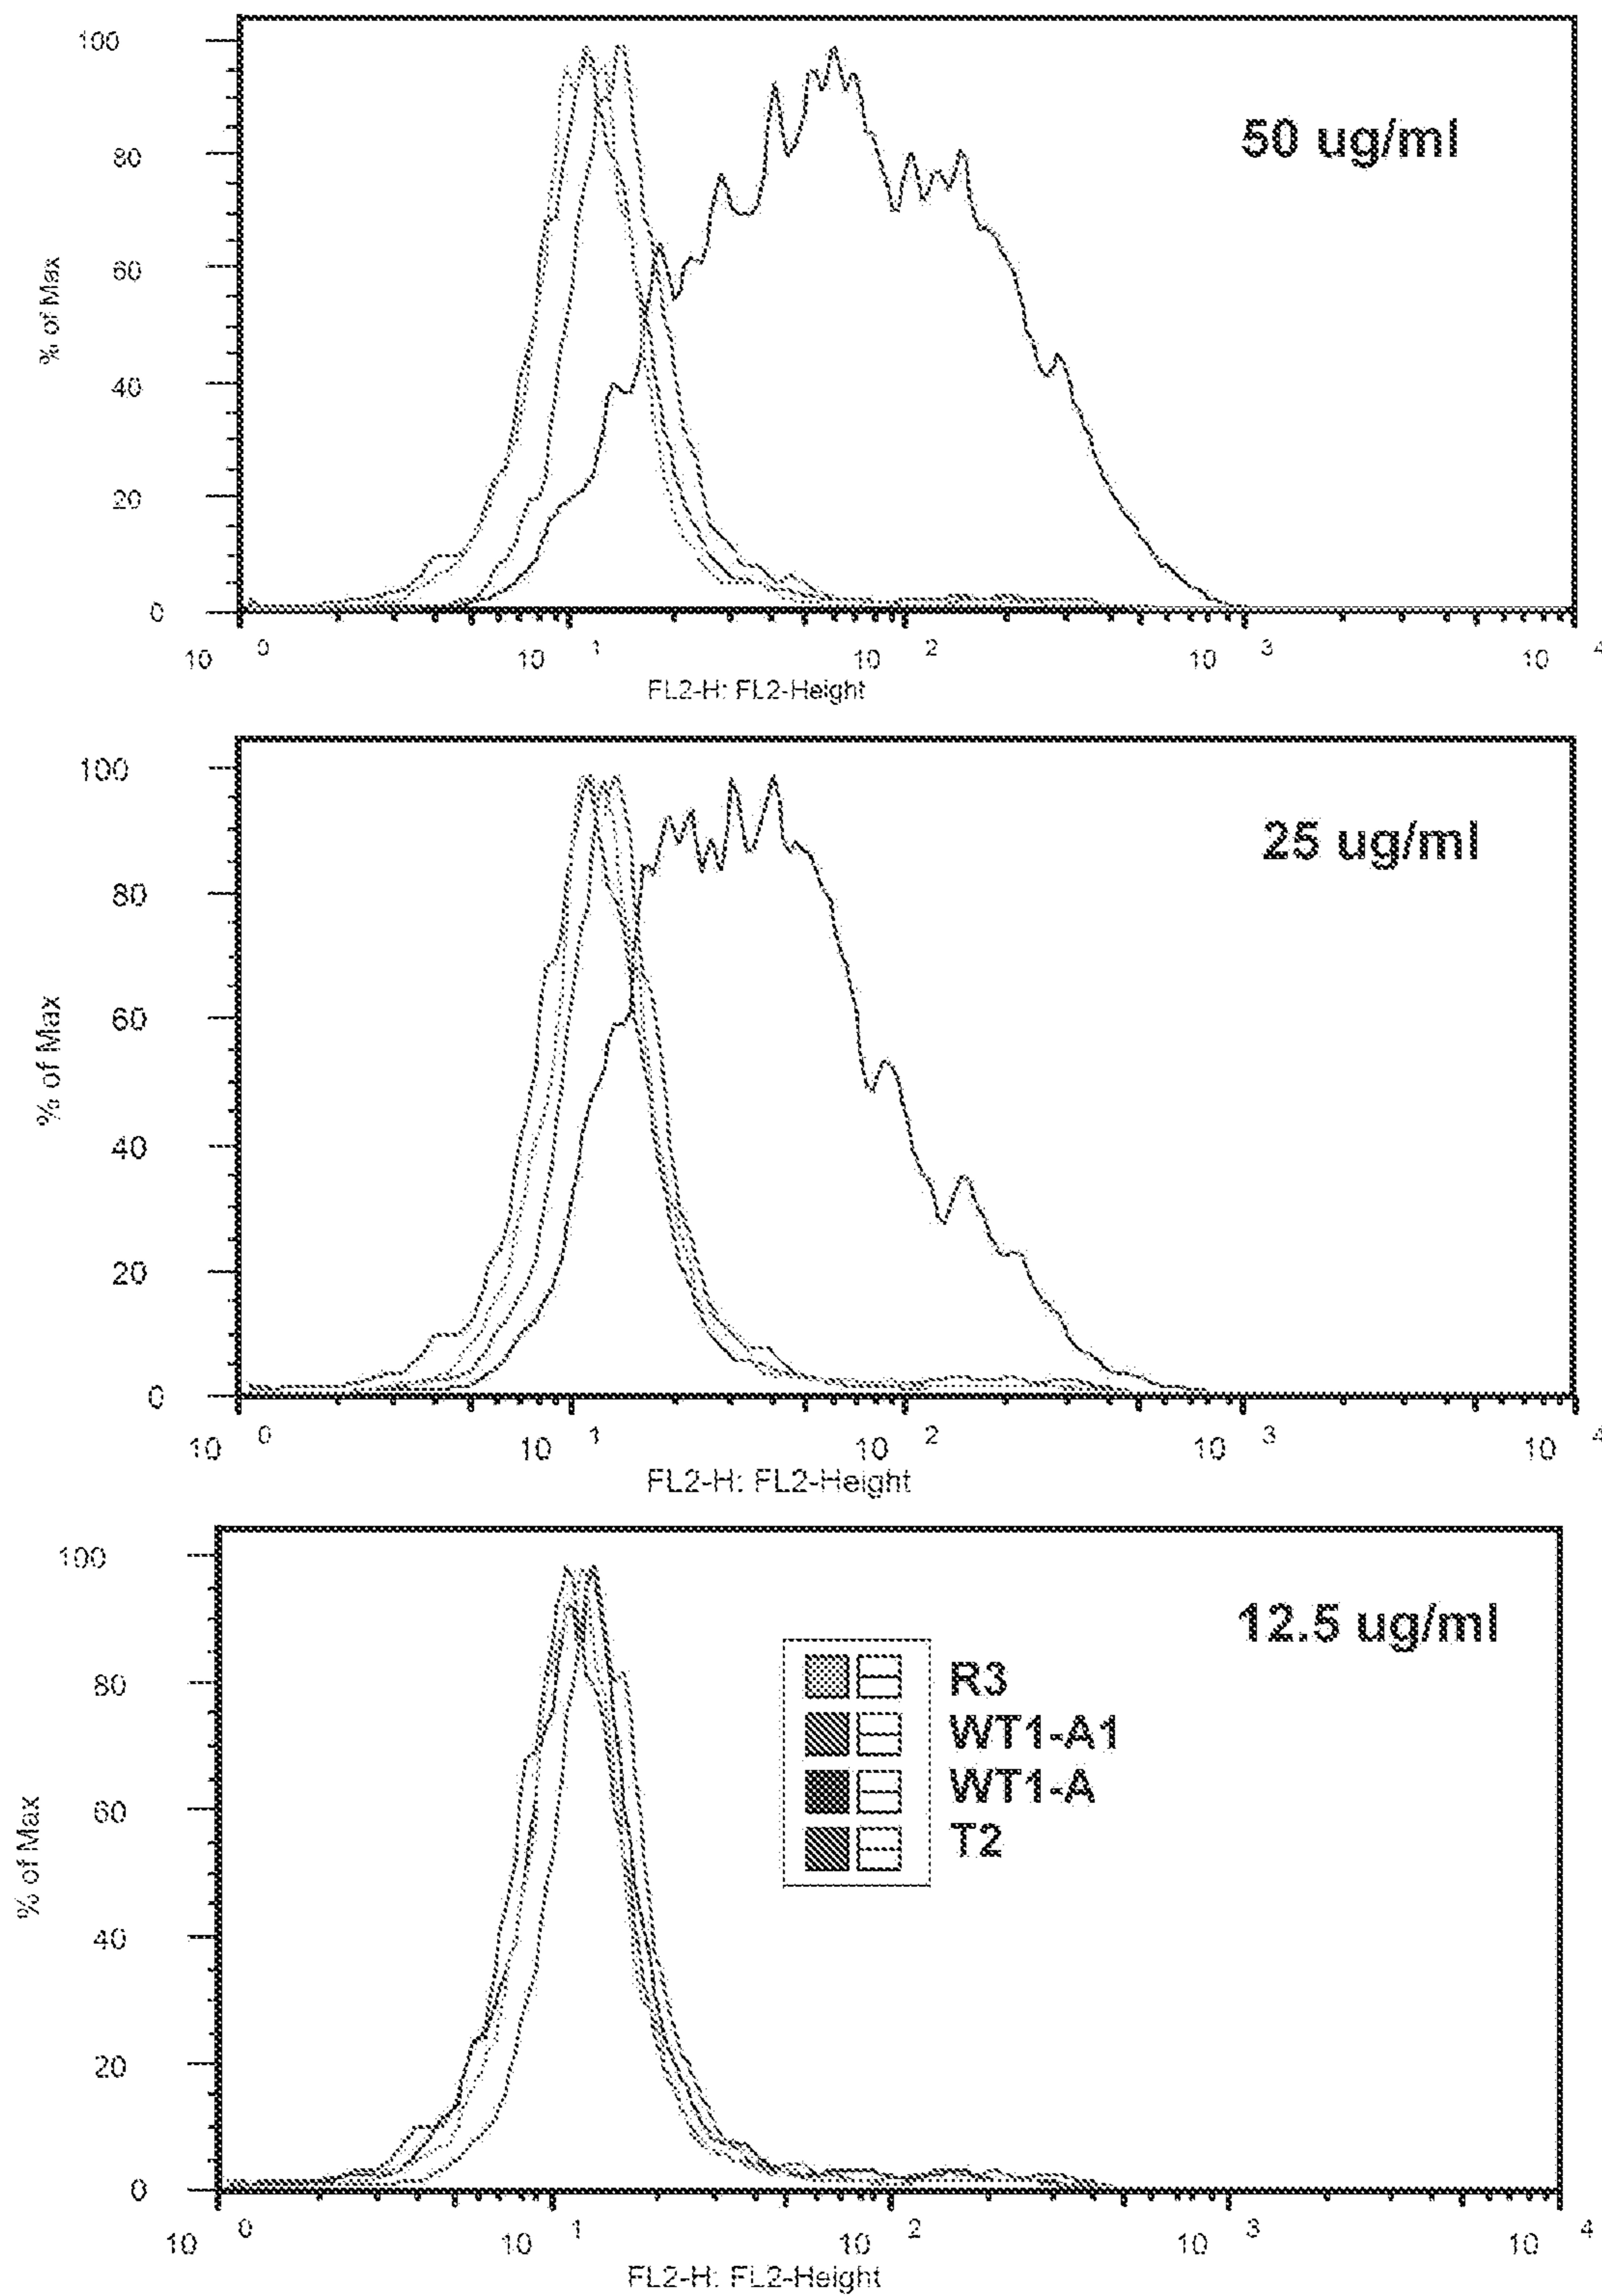 100
80
60
40
20
0
% of Max
50 ug/ml
10 0 10 1 10 2 10 3 10 4
FL2-H: FL2-Height
100
80
60
40
20
0
% of Max
25 ug/ml
10 0 10 1 10 2 10 3 10 4
FL2-H: FL2-Height
100
80
60
40
20
0
% of Max
12.5 ug/ml
R3
WT1-A1
WT1-A
T2
10 0 10 1 10 2 10 3 10 4
FL2-H: FL2-Height